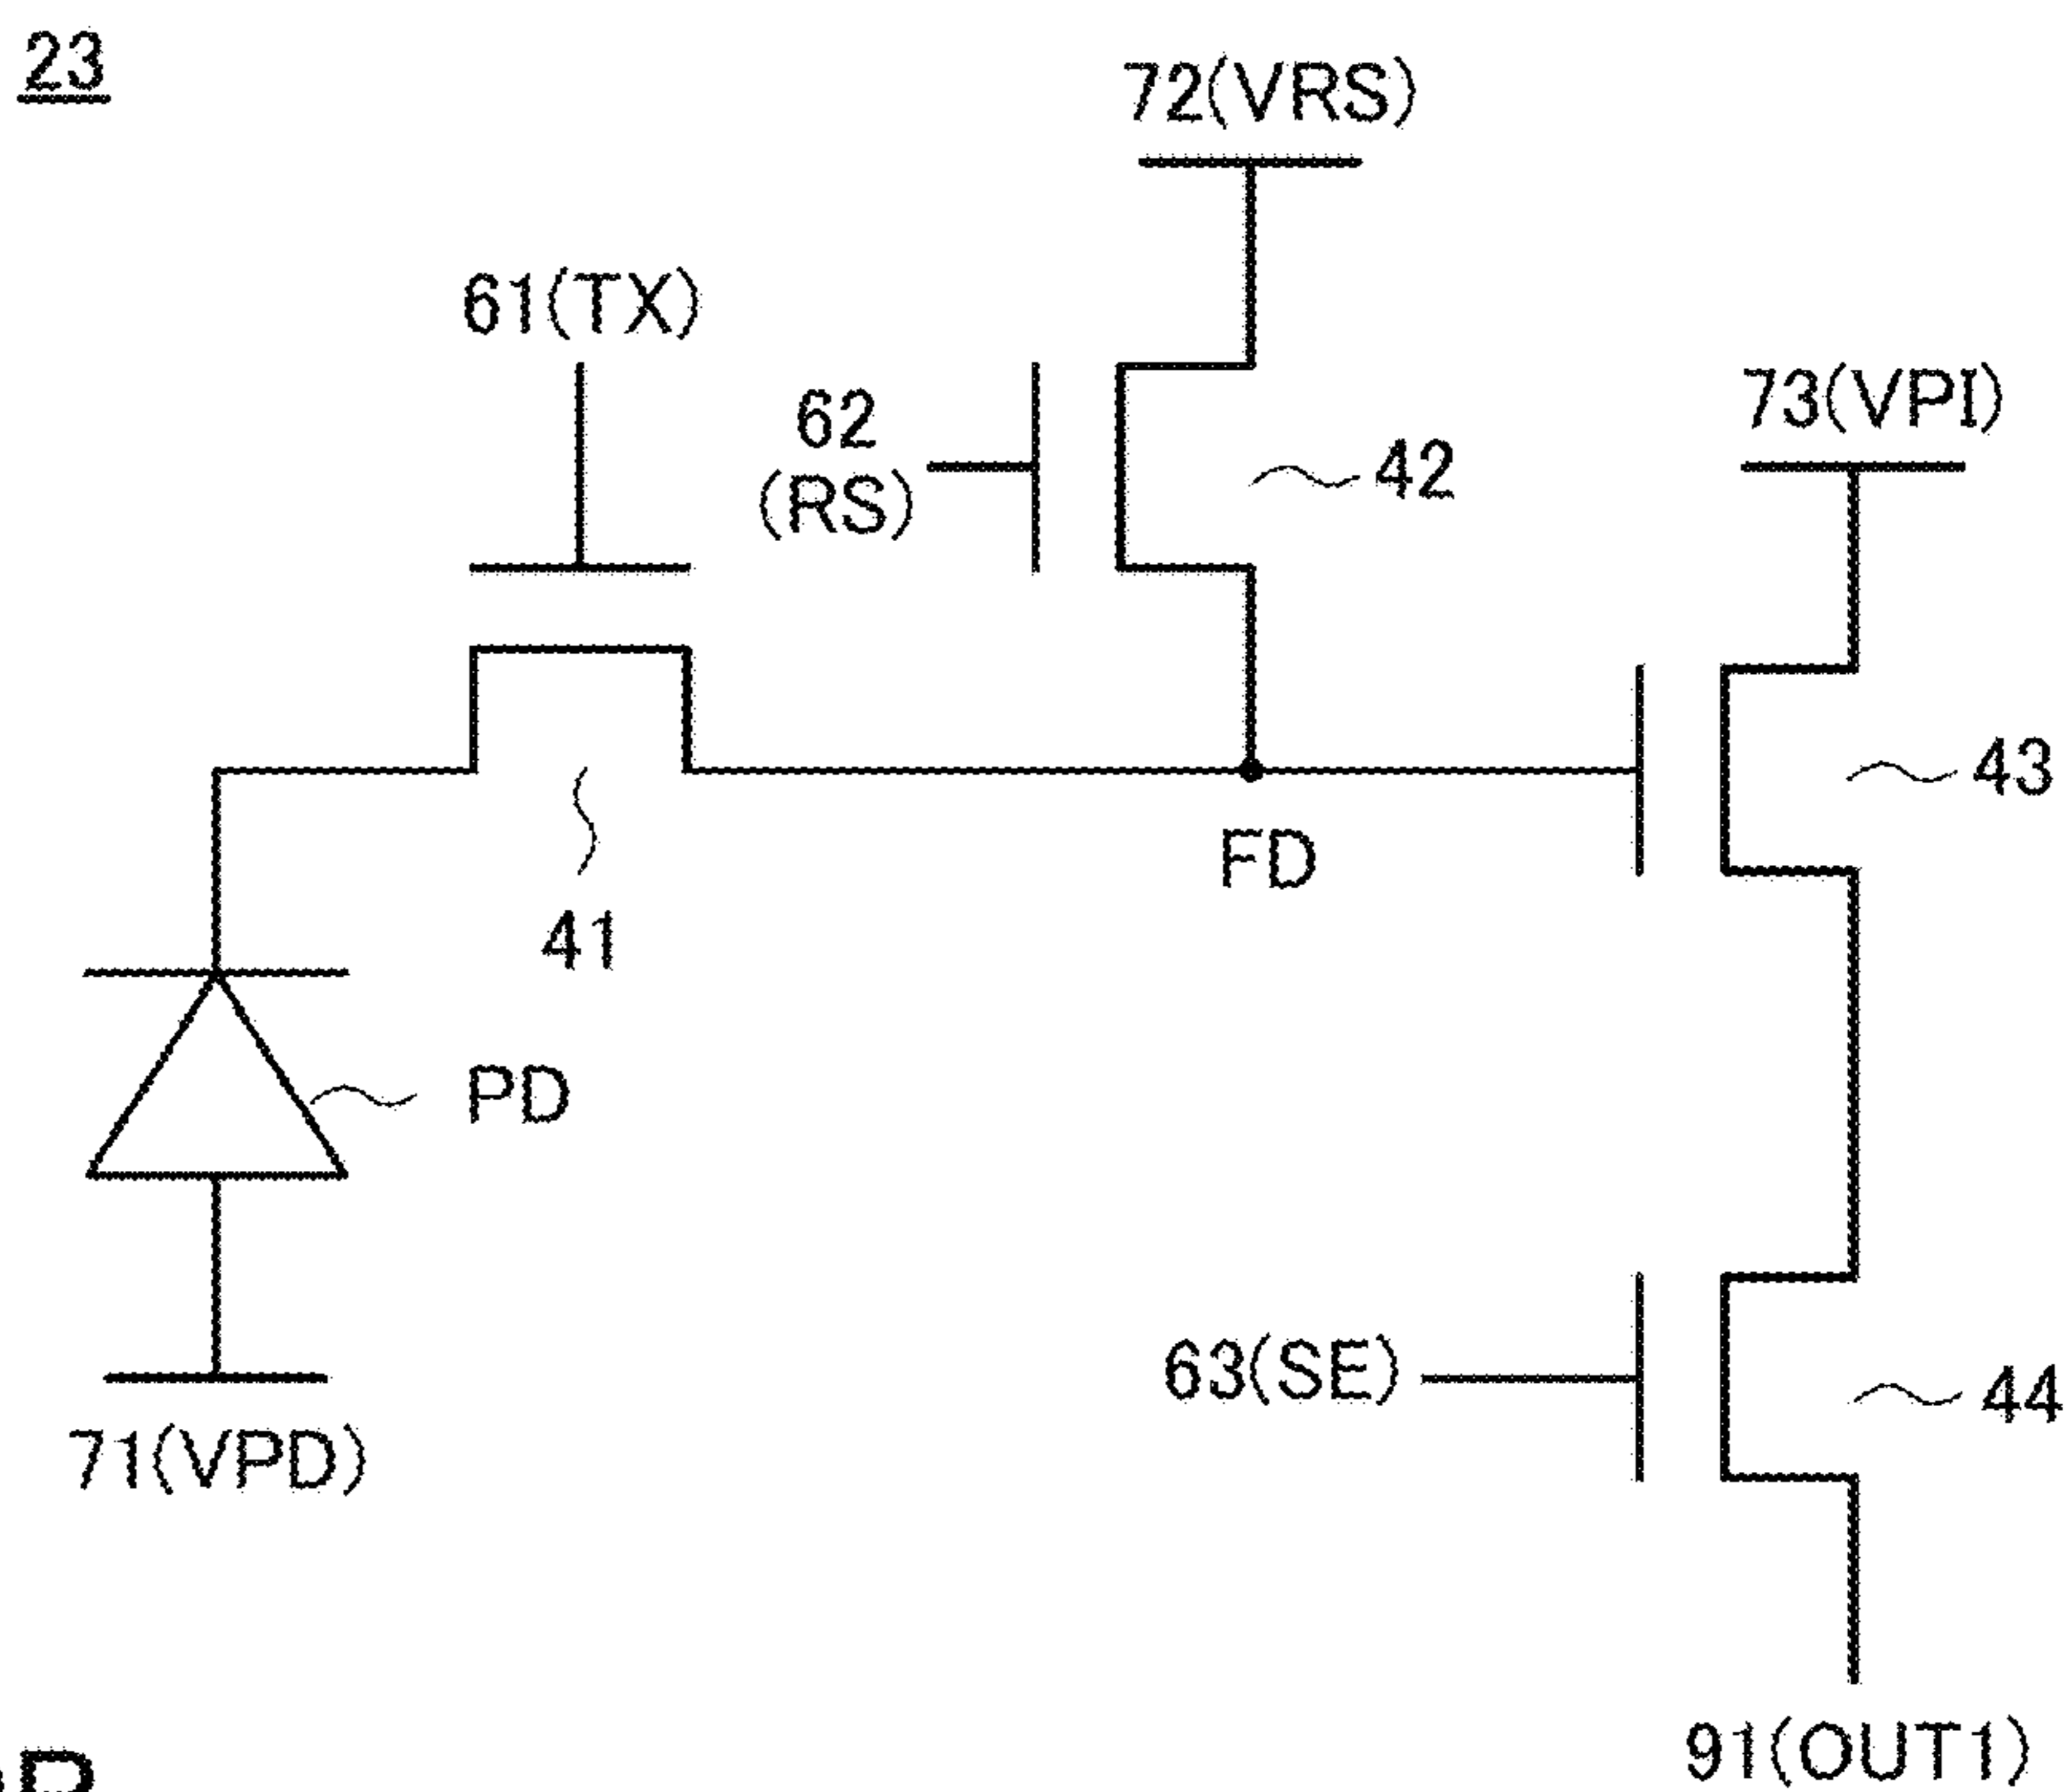 23
72(VRS)
61(TX)
62
(RS)
42
73(VPI)
43
FD
41
PD
63(SE)
44
71(VPD)
91(OUT1)